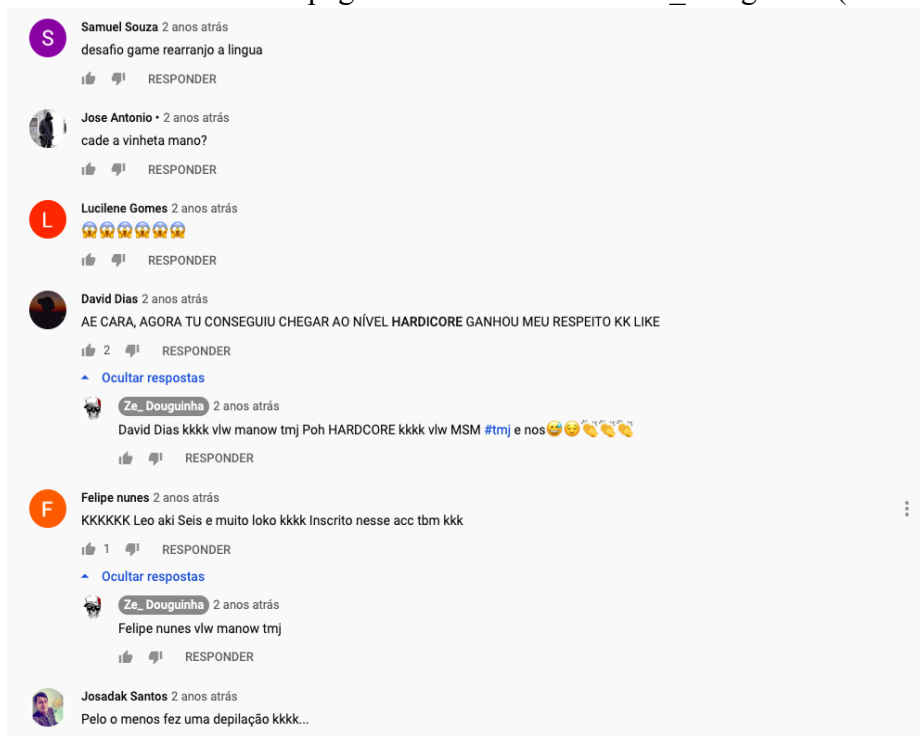 S
Samuel Souza 2 anos atrás
desafio game rearranjo a lingua
RESPONDER
Jose Antonio • 2 anos atrás
cade a vinheta mano?
RESPONDER
L
Lucilene Gomes 2 anos atrás
😱😱😱😱😱😱
RESPONDER
David Dias 2 anos atrás
AE CARA, AGORA TU CONSEGUIU CHEGAR AO NÍVEL HARDICORE GANHOU MEU RESPEITO KK LIKE
2 RESPONDER
Ocultar respostas
Ze_ Douguinha 2 anos atrás
David Dias kkkk vlw manow tmj Poh HARDCORE kkkk vlw MSM #tmj e nos😅😌👏👏👏
RESPONDER
F
Felipe nunes 2 anos atrás
KKKKKK Leo aki Seis e muito loko kkkk Inscrito nesse acc tbm kkk
1 RESPONDER
Ocultar respostas
Ze_ Douguinha 2 anos atrás
Felipe nunes vlw manow tmj
RESPONDER
Josadak Santos 2 anos atrás
Pelo o menos fez uma depilação kkkk...